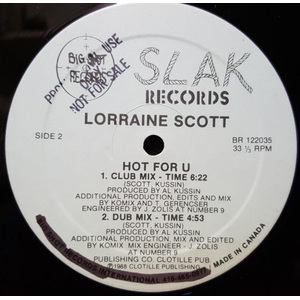 BIG SHOT
RECORDS
NOT FOR SALE
SLAK
RECORDS
LORRAINE SCOTT
SIDE 2
BR 122035
33 ⅓ RPM
HOT FOR U
1. CLUB MIX - TIME 6:22
(SCOTT, KUSSIN)
PRODUCED BY AL KUSSIN
ADDITIONAL PRODUCTION, EDITS AND MIX
BY KOMIX AND T. GERENCSER
ENGINEERED BY J. ZOLIS AT NUMBER 9
2. DUB MIX - TIME 4:53
(SCOTT, KUSSIN)
PRODUCED BY AL KUSSIN
ADDITIONAL PRODUCTION, MIX AND EDITED
BY KOMIX: MIX ENGINEER - J. ZOLIS
AT NUMBER 9
PUBLISHING CO. CLOTILLE PUB.
©1988 CLOTILLE PUBLISHING
RECORDS INTERNATIONAL
MADE IN CANADA